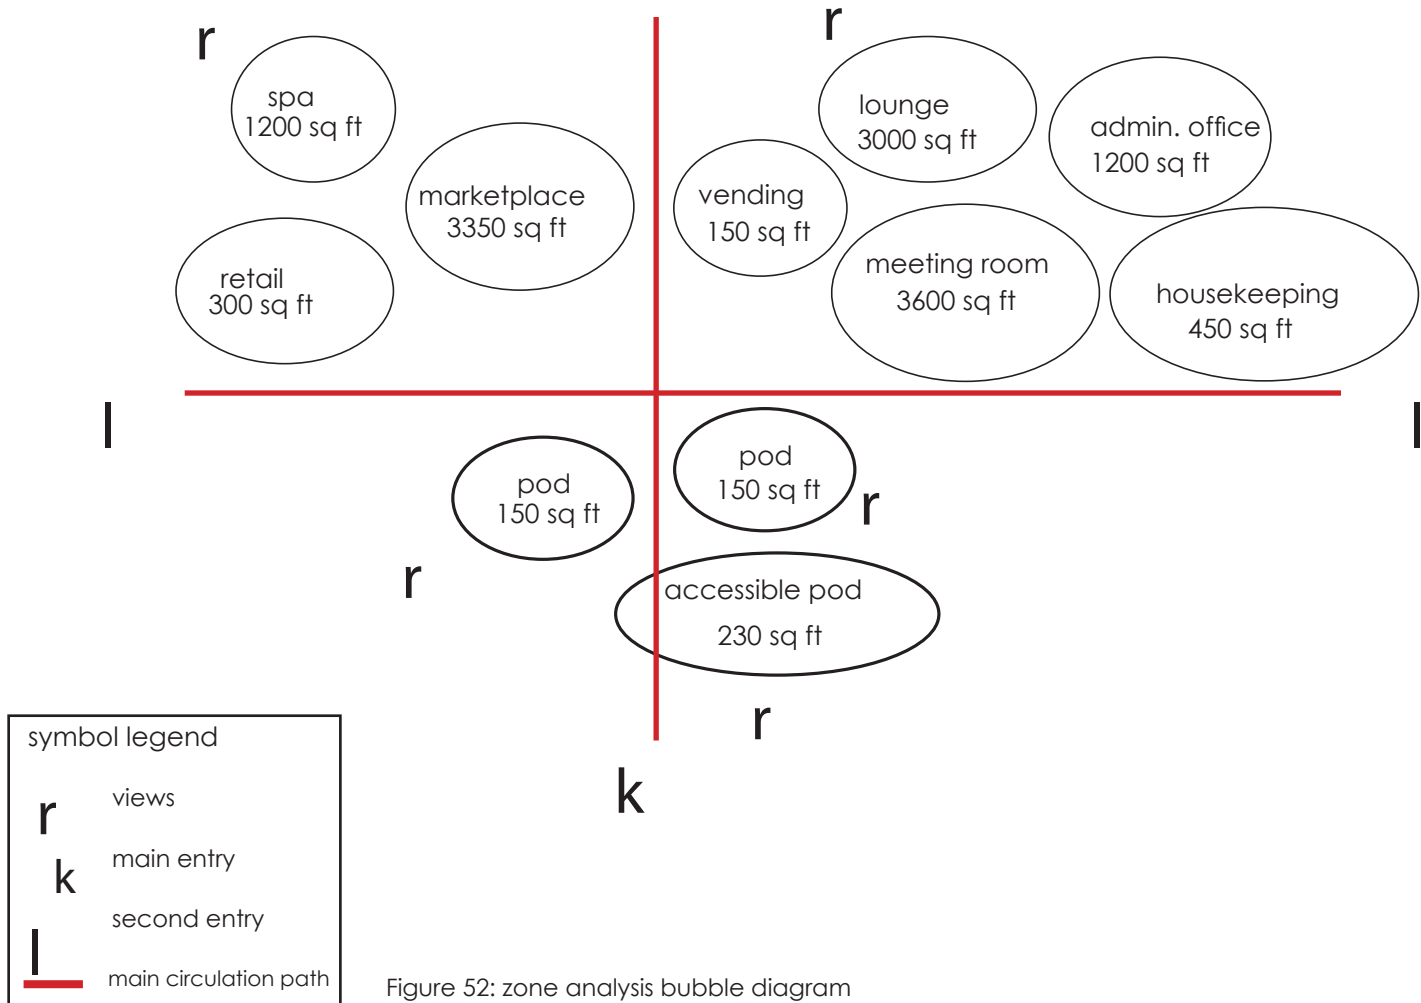 r
r
spa
1200 sq ft
marketplace
3350 sq ft
retail
300 sq ft
vending
150 sq ft
lounge
3000 sq ft
admin. office
1200 sq ft
meeting room
3600 sq ft
housekeeping
450 sq ft
l
l
pod
150 sq ft
pod
150 sq ft
r
r
accessible pod
230 sq ft
r
k
symbol legend
r views
k main entry
l second entry
main circulation path
Figure 52: zone analysis bubble diagram